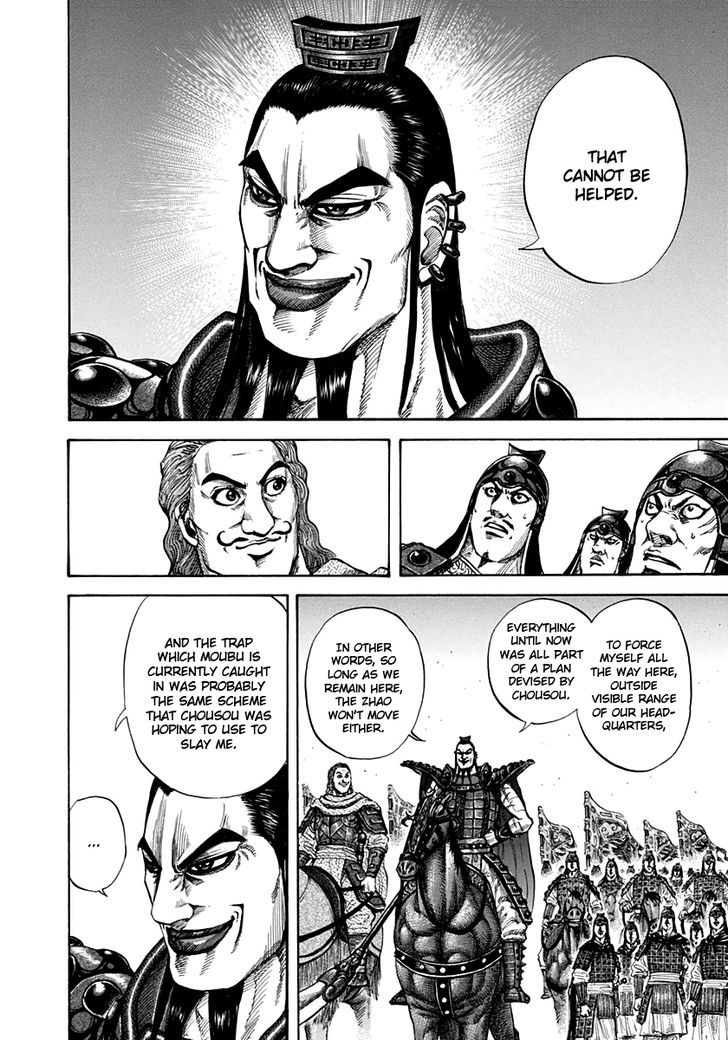 THAT
CANNOT BE
HELPED.
TO FORCE
MYSELF ALL
THE WAY HERE,
OUTSIDE
VISIBLE RANGE
OF OUR HEAD-
QUARTERS,
EVERYTHING
UNTIL NOW
WAS ALL PART
OF A PLAN
DEVISED BY
CHOUSOU.
IN OTHER
WORDS, SO
LONG AS WE
REMAIN HERE,
THE ZHAO
WON'T MOVE
EITHER.
AND THE TRAP
WHICH MOUBU IS
CURRENTLY CAUGHT
IN WAS PROBABLY
THE SAME SCHEME
THAT CHOUSOU WAS
HOPING TO USE TO
SLAY ME.
...